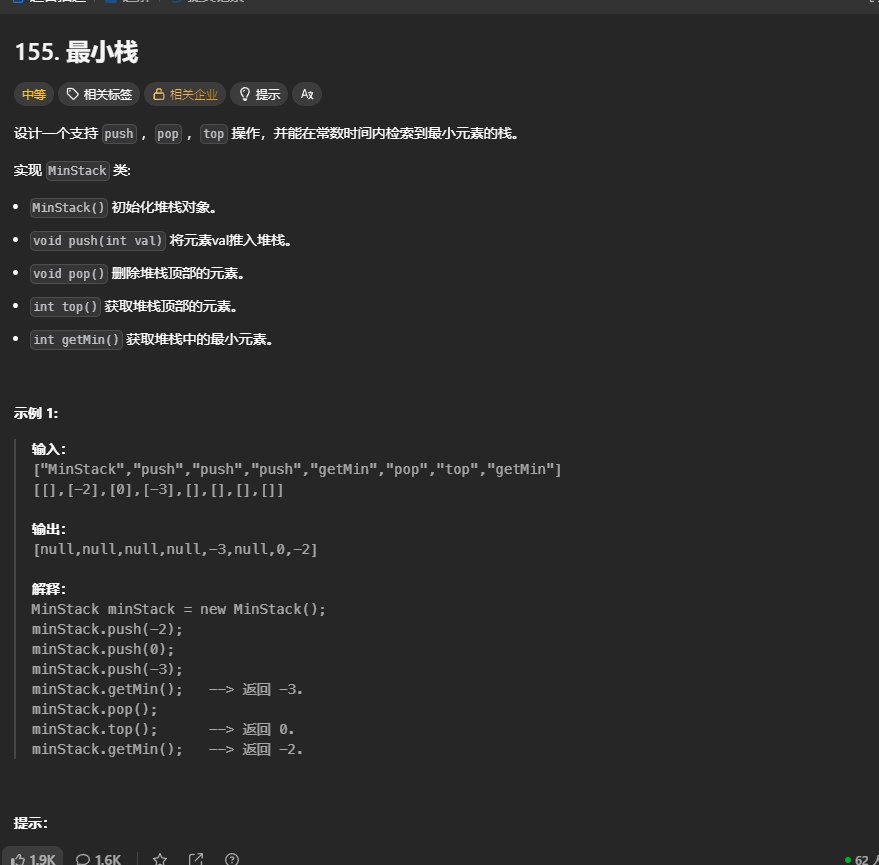 155. 最小栈
中等 相关标签 相关企业 提示 Ax
设计一个支持 push ，pop ，top 操作，并能在常数时间内检索到最小元素的栈。
实现 MinStack 类:
• MinStack() 初始化堆栈对象。
• void push(int val) 将元素val推入堆栈。
• void pop() 删除堆栈顶部的元素。
• int top() 获取堆栈顶部的元素。
• int getMin() 获取堆栈中的最小元素。
示例 1:
输入：
["MinStack","push","push","push","getMin","pop","top","getMin"]
[[],[-2],[0],[-3],[],[],[],[]]
输出：
[null,null,null,null,-3,null,0,-2]
解释：
MinStack minStack = new MinStack();
minStack.push(-2);
minStack.push(0);
minStack.push(-3);
minStack.getMin();   --> 返回 -3.
minStack.pop();
minStack.top();      --> 返回 0.
minStack.getMin();   --> 返回 -2.
提示：
1.9K 1.6K 62